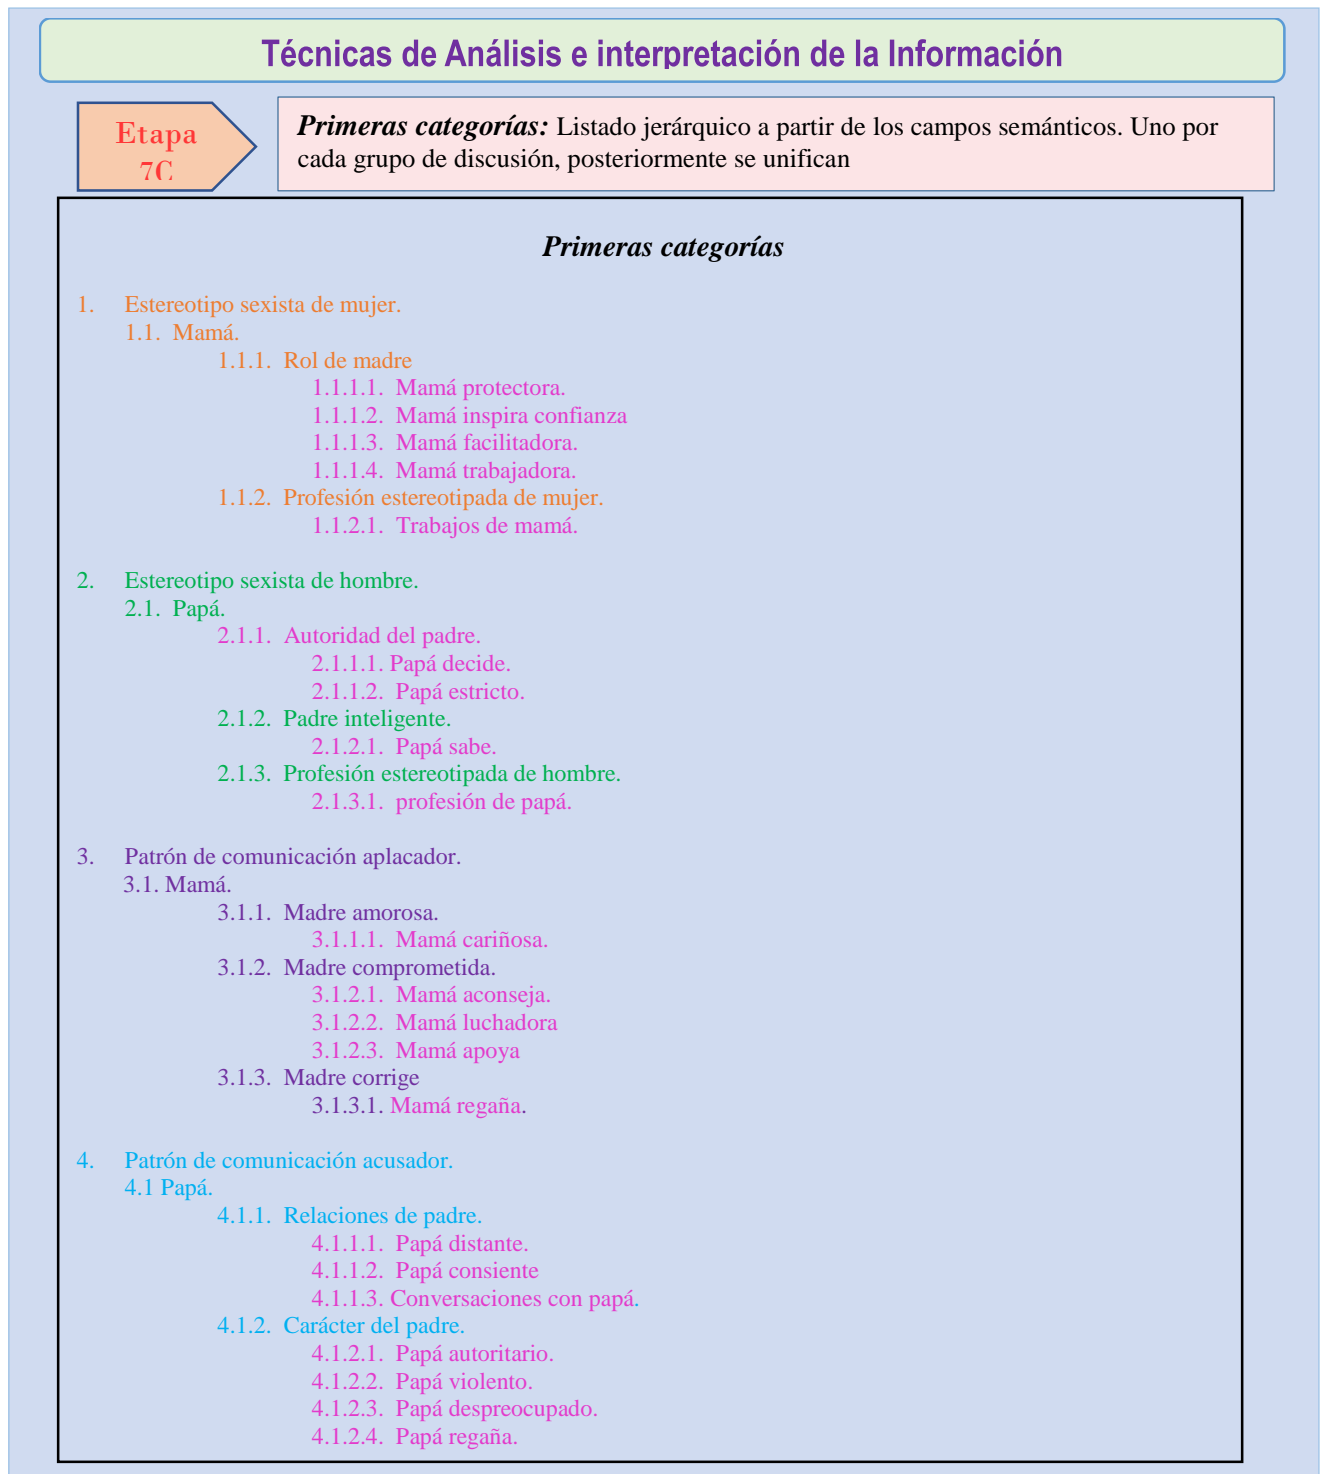 Técnicas de Análisis e interpretación de la Información
Etapa
7C
Primeras categorías: Listado jerárquico a partir de los campos semánticos. Uno por
cada grupo de discusión, posteriormente se unifican
Primeras categorías
1. Estereotipo sexista de mujer.
1.1. Mamá.
1.1.1. Rol de madre
1.1.1.1. Mamá protectora.
1.1.1.2. Mamá inspira confianza
1.1.1.3. Mamá facilitadora.
1.1.1.4. Mamá trabajadora.
1.1.2. Profesión estereotipada de mujer.
1.1.2.1. Trabajos de mamá.
2. Estereotipo sexista de hombre.
2.1. Papá.
2.1.1. Autoridad del padre.
2.1.1.1. Papá decide.
2.1.1.2. Papá estricto.
2.1.2. Padre inteligente.
2.1.2.1. Papá sabe.
2.1.3. Profesión estereotipada de hombre.
2.1.3.1. profesión de papá.
3. Patrón de comunicación aplacador.
3.1. Mamá.
3.1.1. Madre amorosa.
3.1.1.1. Mamá cariñosa.
3.1.2. Madre comprometida.
3.1.2.1. Mamá aconseja.
3.1.2.2. Mamá luchadora
3.1.2.3. Mamá apoya
3.1.3. Madre corrige
3.1.3.1. Mamá regaña.
4. Patrón de comunicación acusador.
4.1 Papá.
4.1.1. Relaciones de padre.
4.1.1.1. Papá distante.
4.1.1.2. Papá consiente
4.1.1.3. Conversaciones con papá.
4.1.2. Carácter del padre.
4.1.2.1. Papá autoritario.
4.1.2.2. Papá violento.
4.1.2.3. Papá despreocupado.
4.1.2.4. Papá regaña.